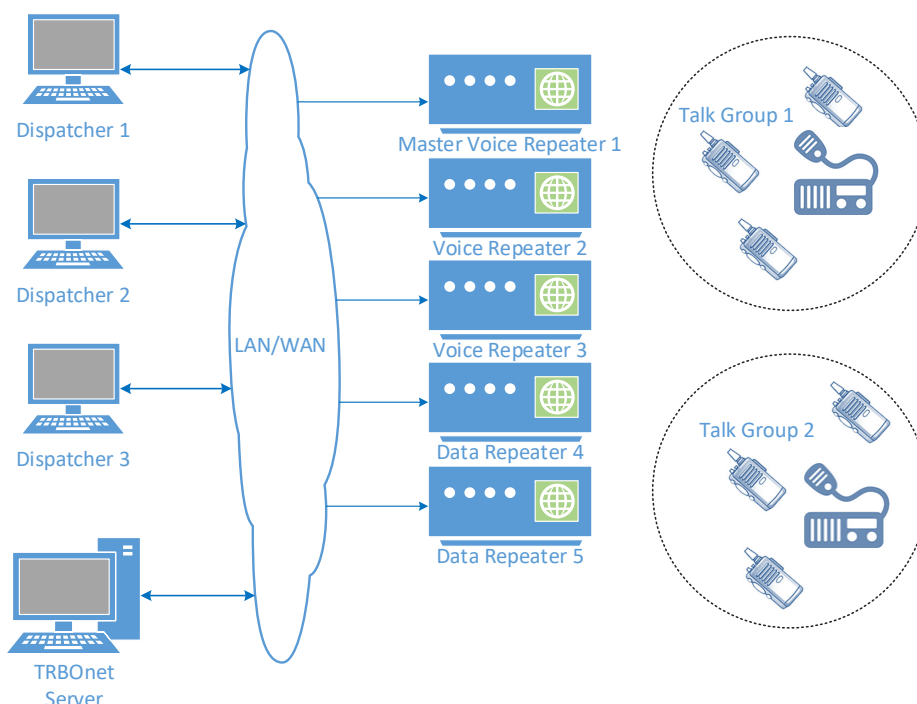 Dispatcher 1
Dispatcher 2
Dispatcher 3
TRBOnet
Server
LAN/WAN
Master Voice Repeater 1
Voice Repeater 2
Voice Repeater 3
Data Repeater 4
Data Repeater 5
Talk Group 1
Talk Group 2